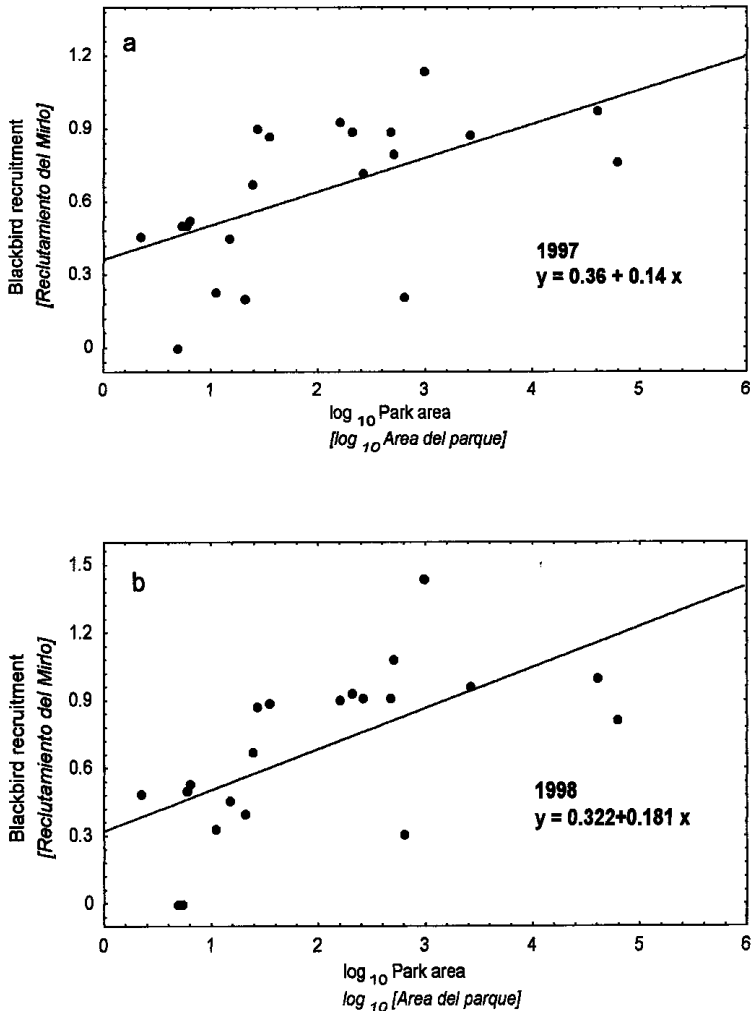 a
Blackbird recruitment
[Reclutamiento del Mirlo]
1.2
0.9
0.6
0.3
0
1997
y = 0.36 + 0.14 x
0 1 2 3 4 5 6
log 10 Park area
[log 10 Area del parque]
b
Blackbird recruitment
[Reclutamiento del Mirlo]
1.5
1.2
0.9
0.6
0.3
0
1998
y = 0.322+0.181 x
0 1 2 3 4 5 6
log 10 Park area
log 10 [Area del parque]